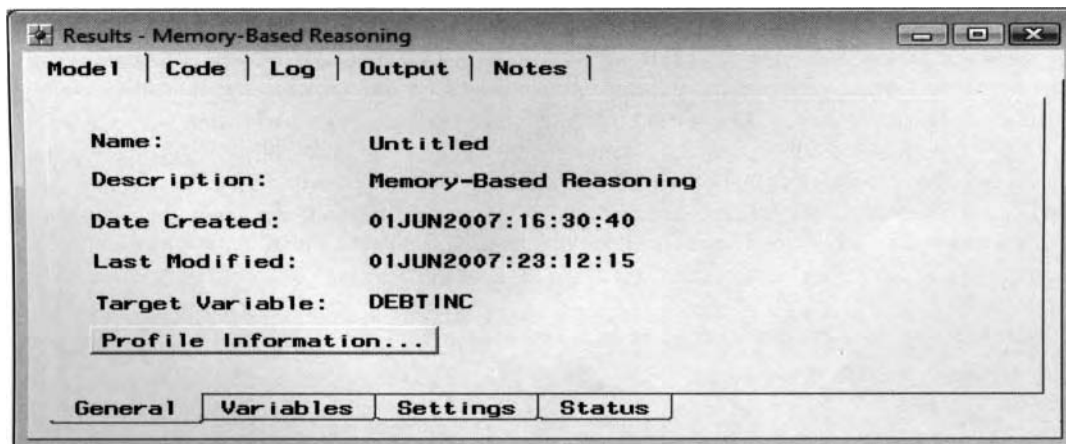 Results - Memory-Based Reasoning
Model Code Log Output Notes
Name: Untitled
Description: Memory-Based Reasoning
Date Created: 01JUN2007:16:30:40
Last Modified: 01JUN2007:23:12:15
Target Variable: DEBTINC
Profile Information...
General Variables Settings Status